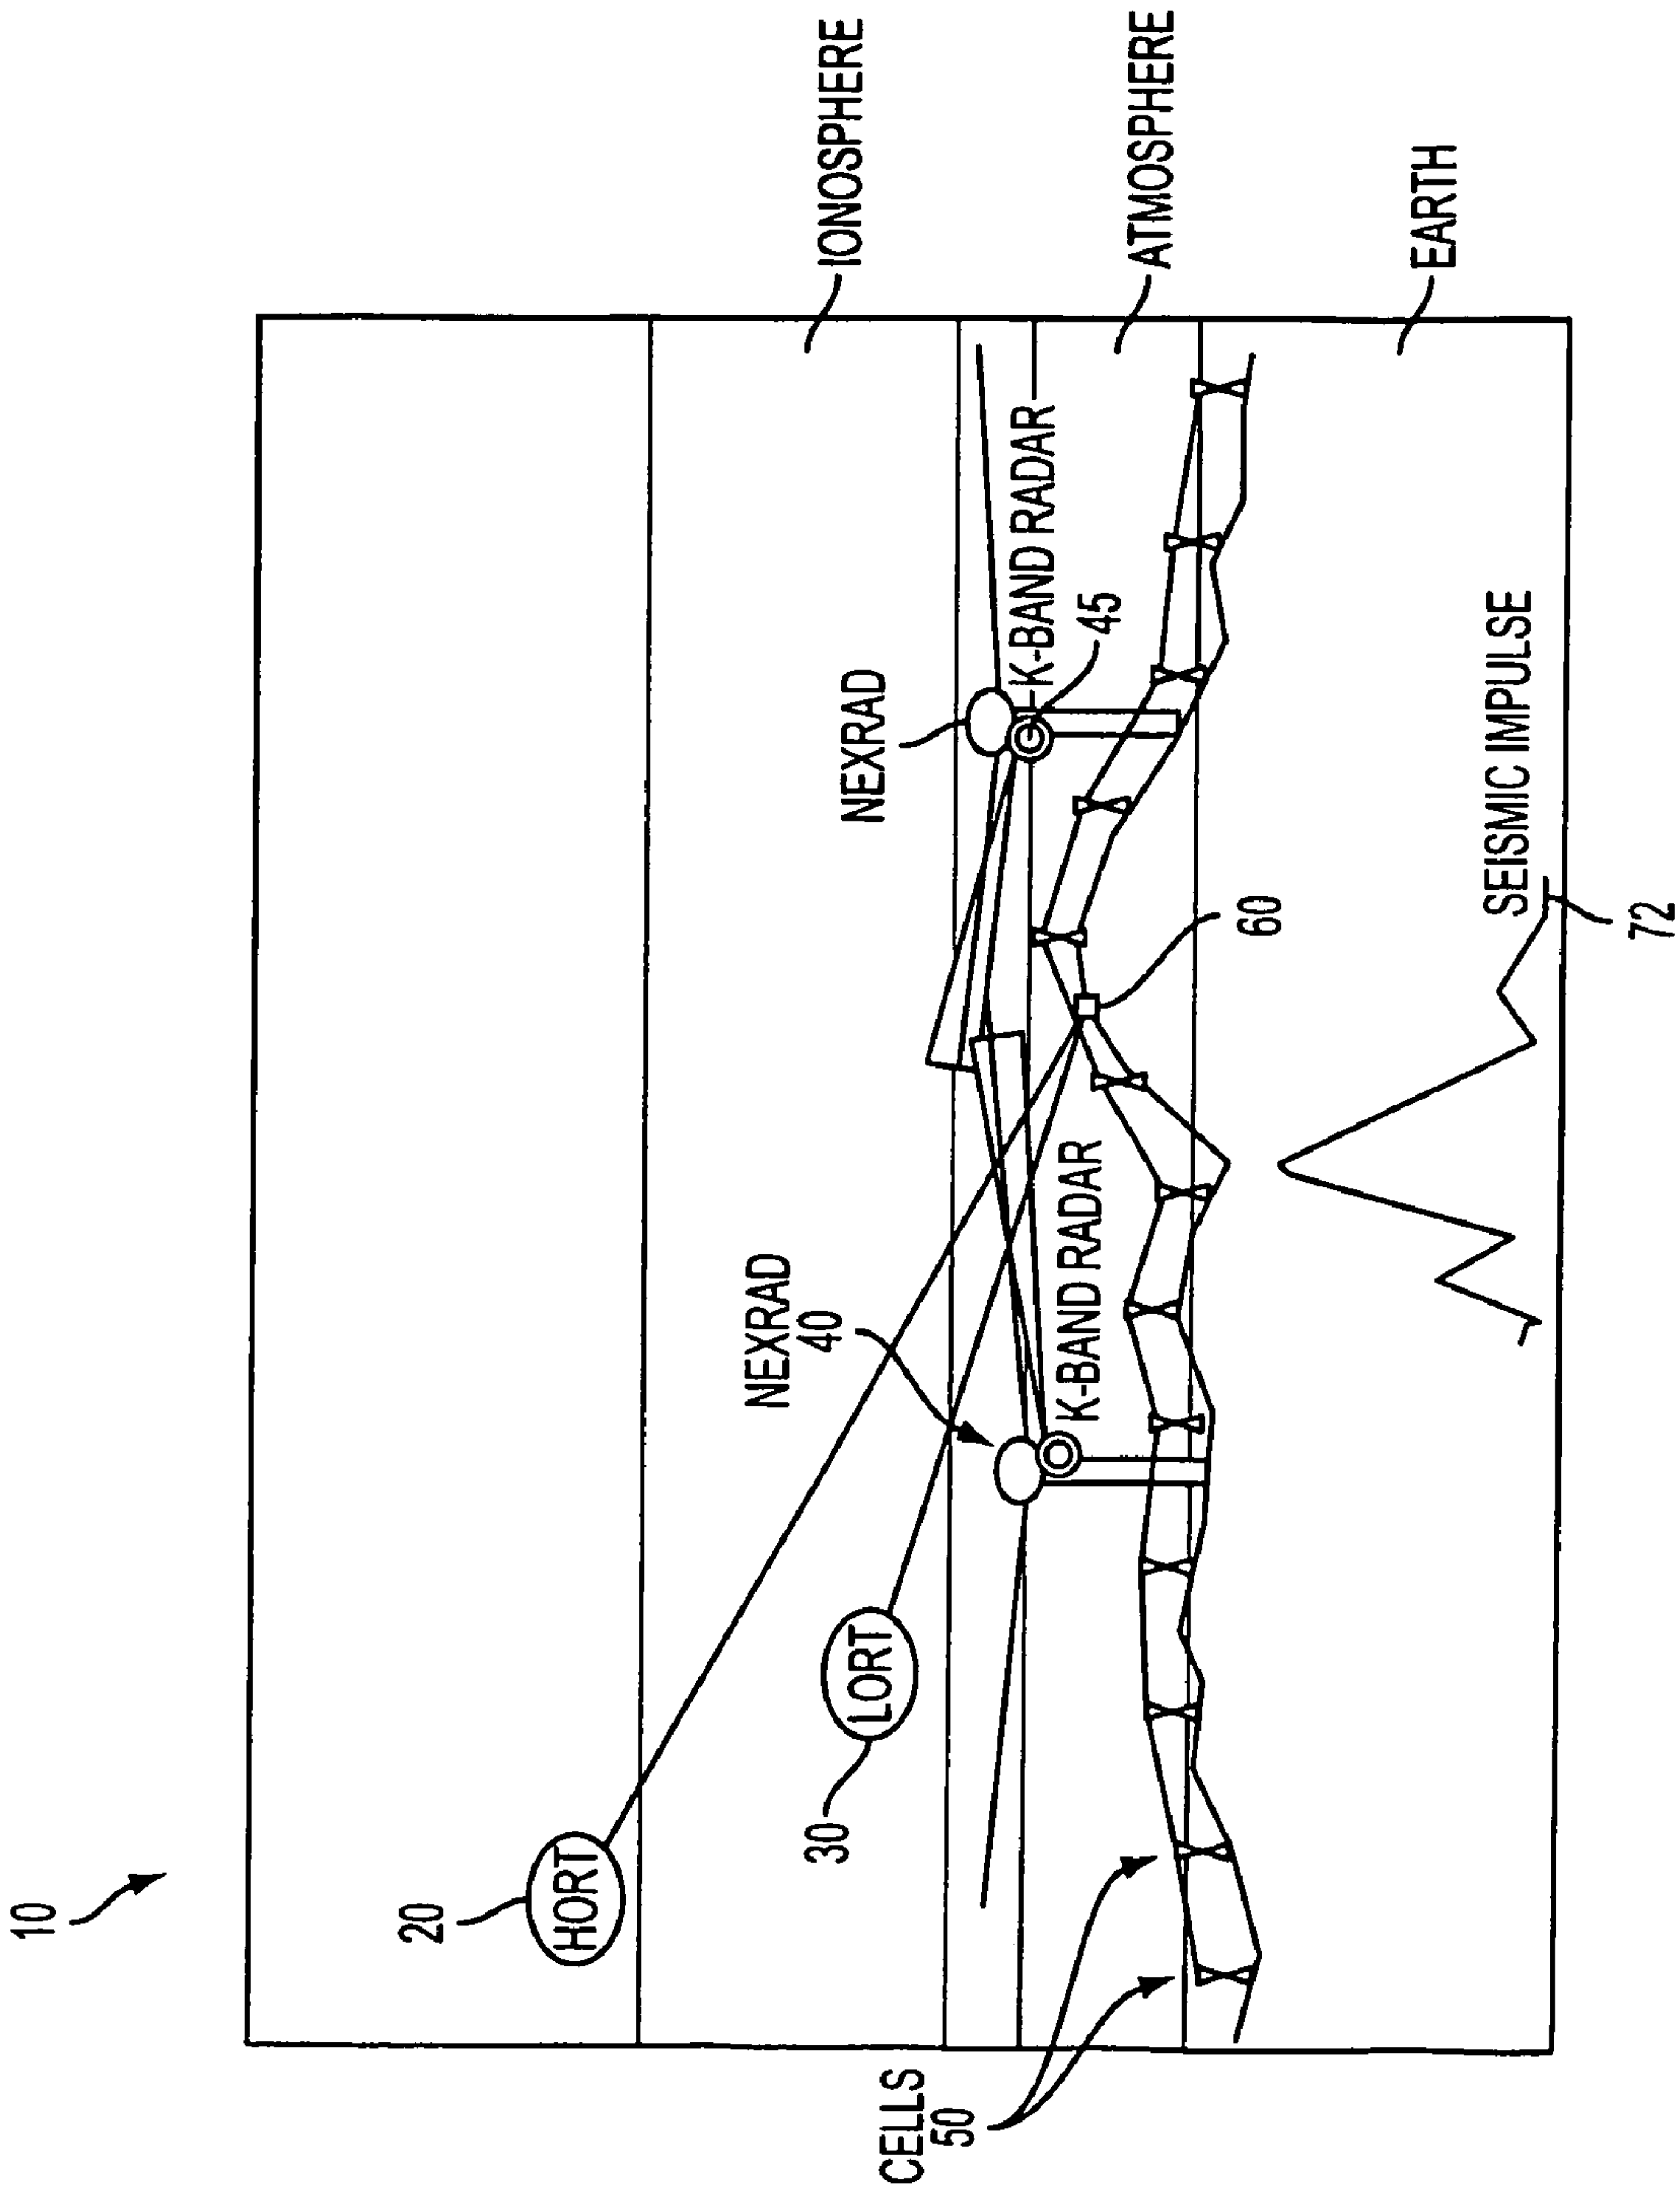 10
20
HORT
30
LORT
NEXRAD
40
NEXRAD
K-BAND RADAR
45
K-BAND RADAR
60
CELLS
50
IONOSPHERE
ATMOSPHERE
EARTH
SEISMIC IMPULSE
72